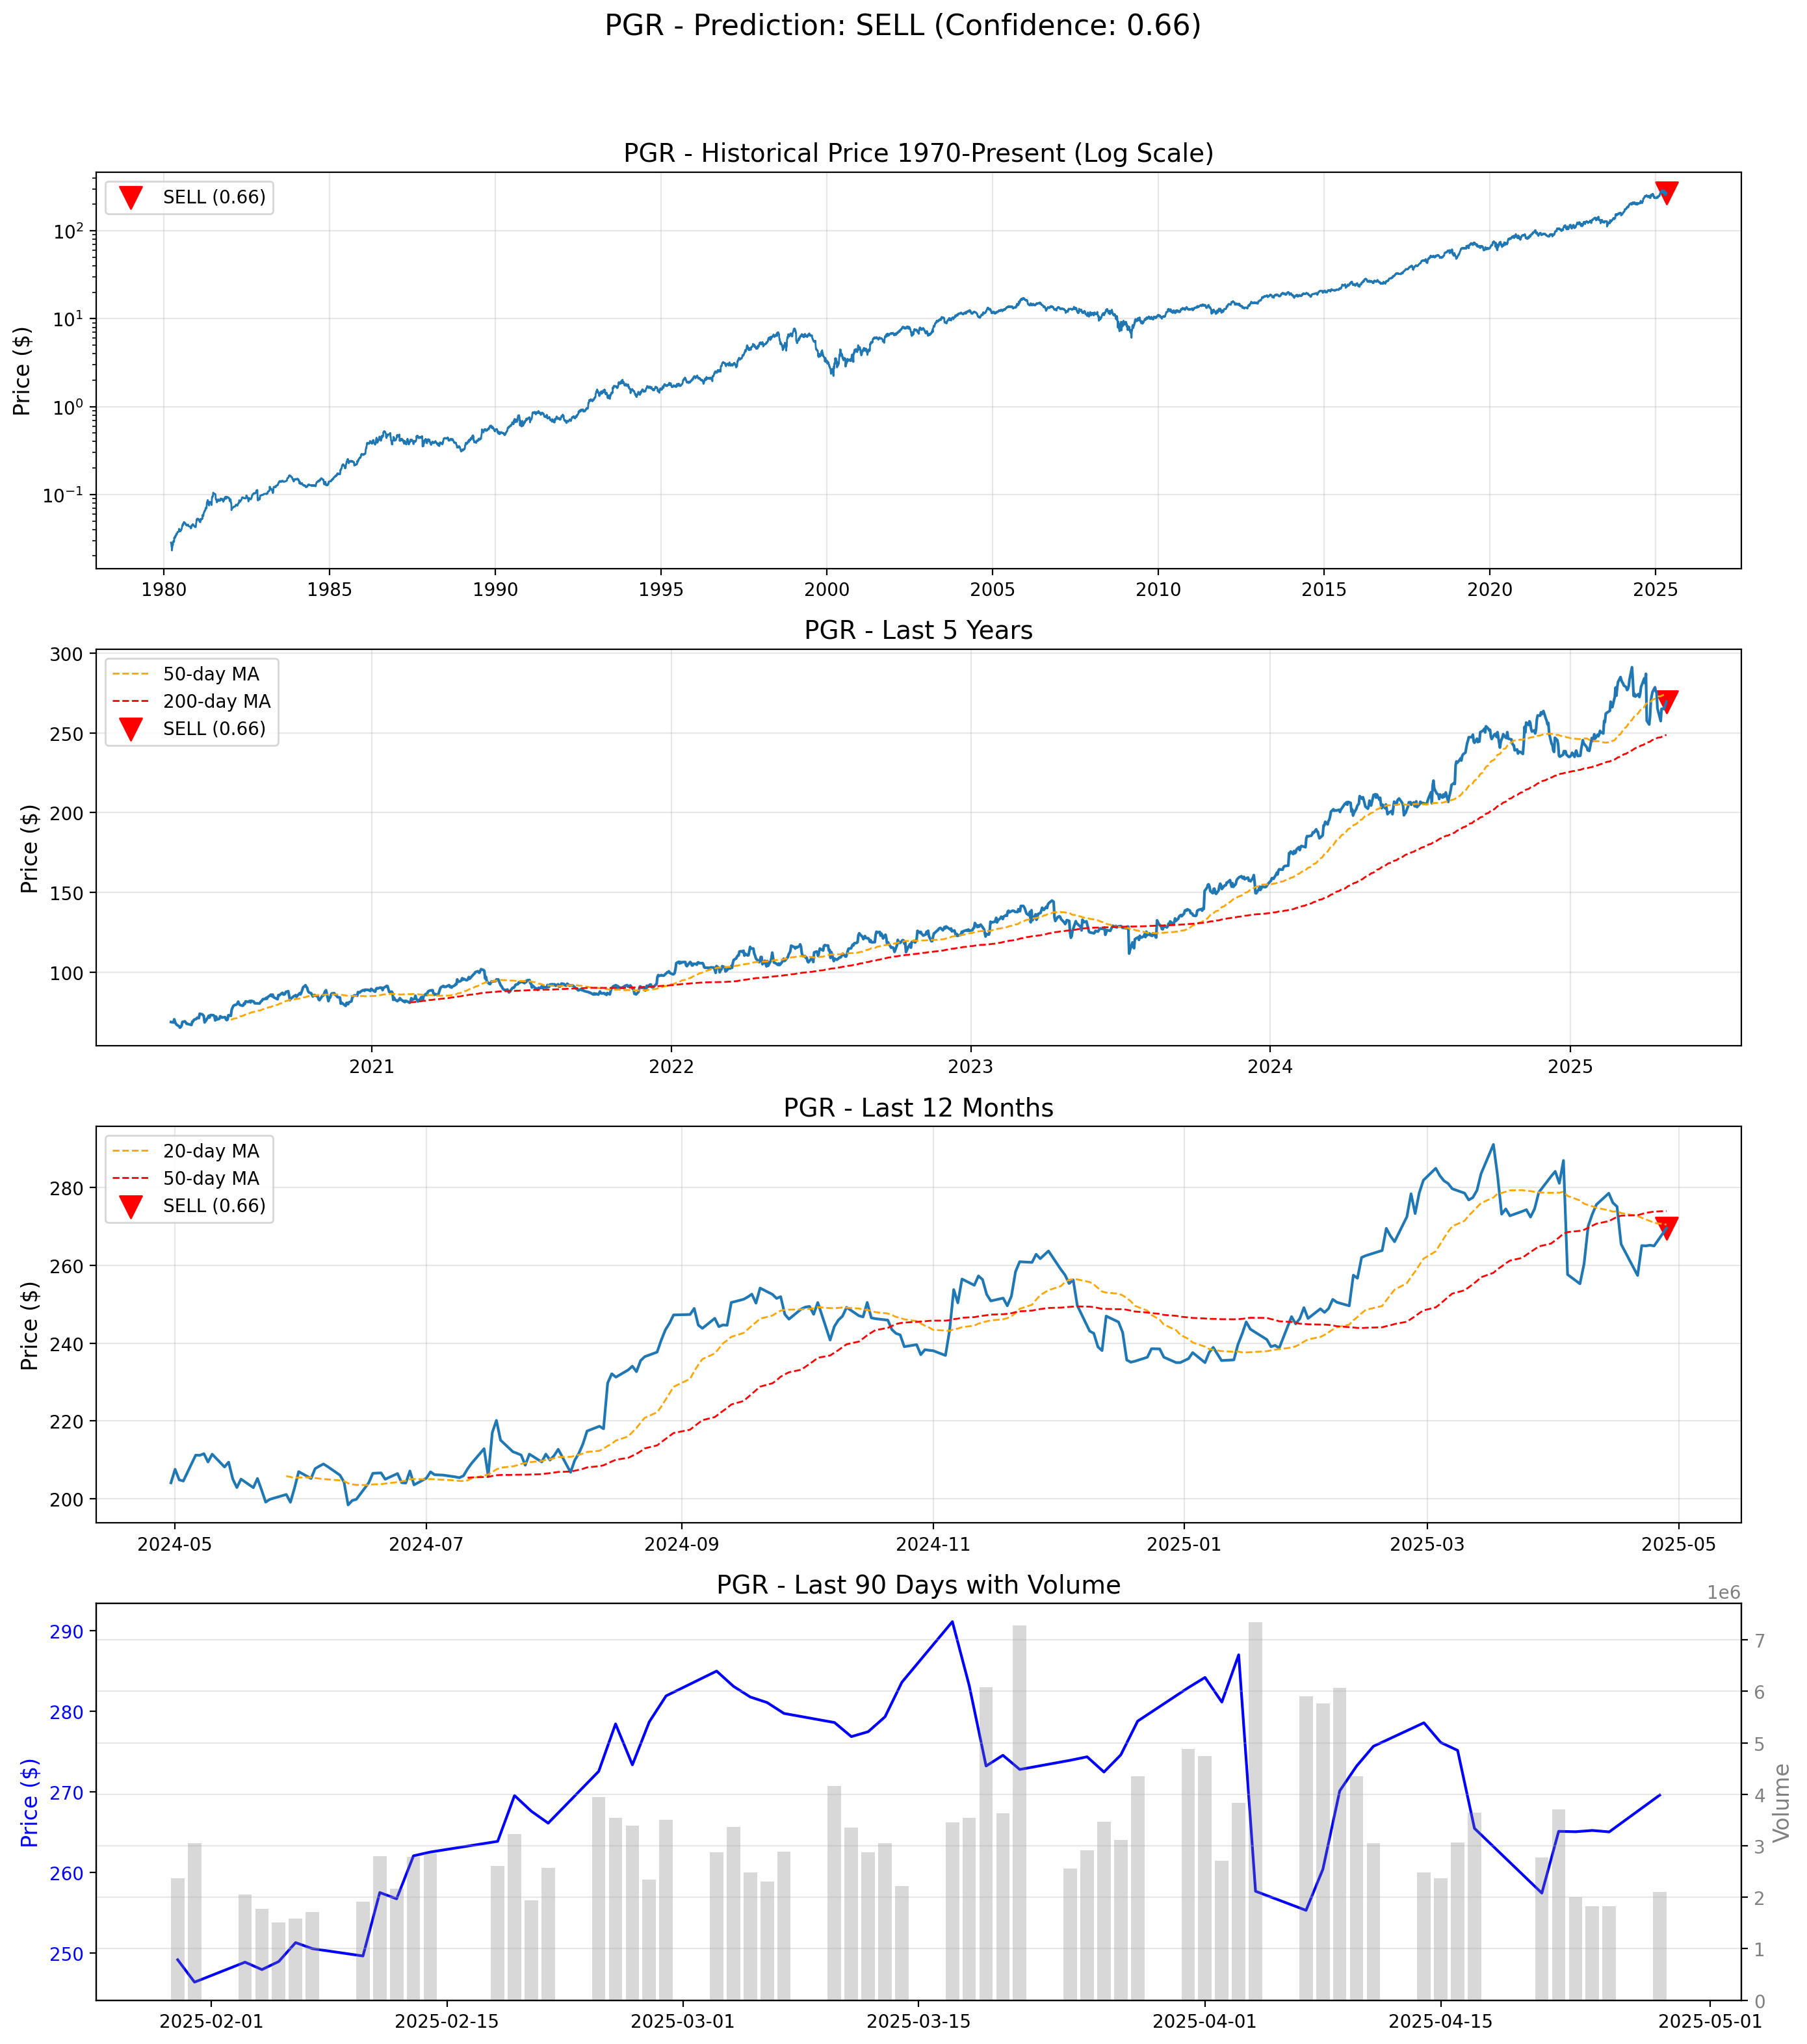 PGR - Prediction: SELL (Confidence: 0.66)
PGR - Historical Price 1970-Present (Log Scale)
SELL (0.66)
Price ($)
10²
10¹
10⁰
10⁻¹
1980 1985 1990 1995 2000 2005 2010 2015 2020 2025
PGR - Last 5 Years
50-day MA
200-day MA
SELL (0.66)
Price ($)
300
250
200
150
100
2021 2022 2023 2024 2025
PGR - Last 12 Months
20-day MA
50-day MA
SELL (0.66)
Price ($)
280
260
240
220
200
2024-05 2024-07 2024-09 2024-11 2025-01 2025-03 2025-05
PGR - Last 90 Days with Volume
1e6
Price ($)
290
280
270
260
250
7
6
5
4
3
2
1
0
Volume
2025-02-01 2025-02-15 2025-03-01 2025-03-15 2025-04-01 2025-04-15 2025-05-01